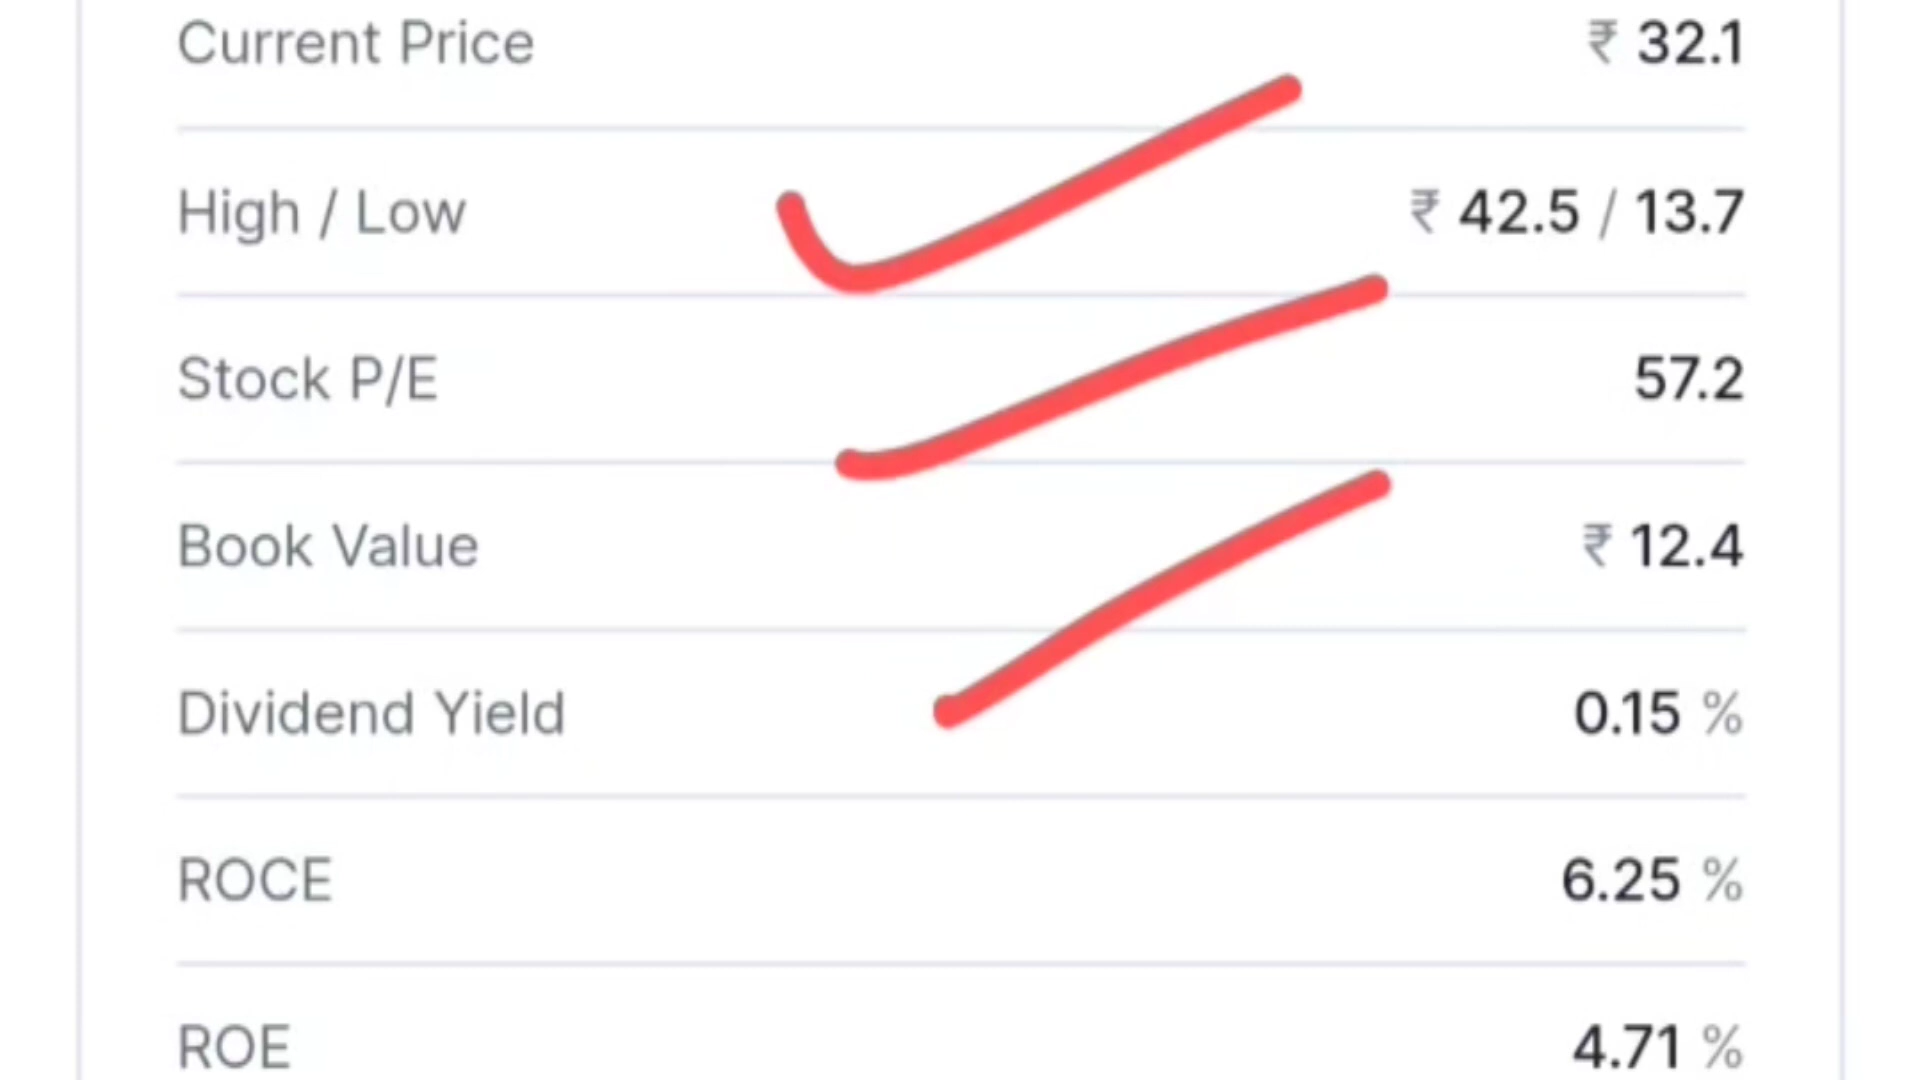 Current Price ₹ 32.1
High / Low ₹ 42.5 / 13.7
Stock P/E 57.2
Book Value ₹ 12.4
Dividend Yield 0.15 %
ROCE 6.25 %
ROE 4.71 %